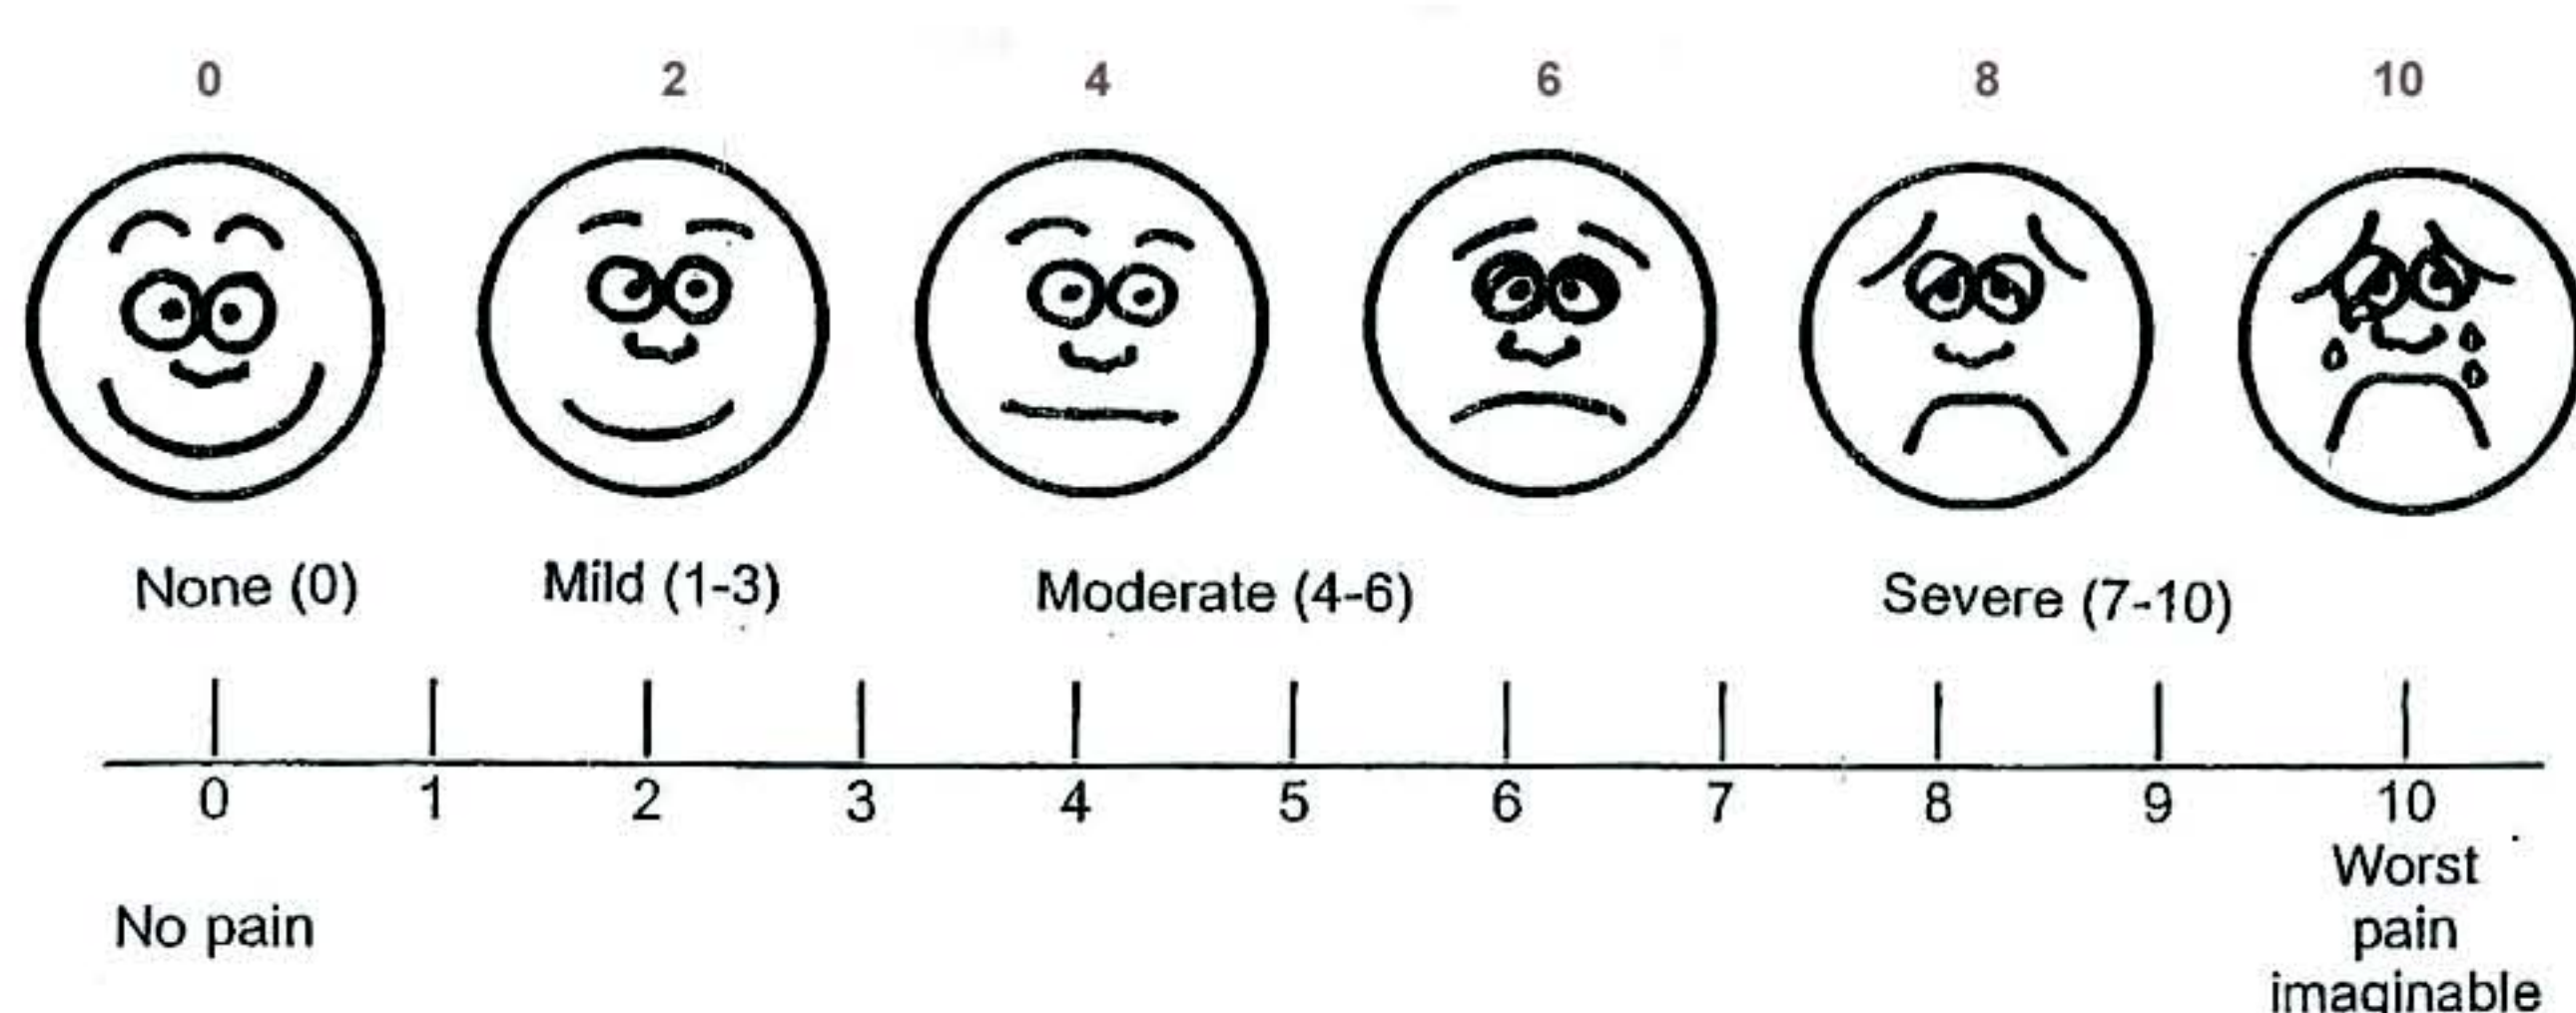 0 2 4 6 8 10
None (0) Mild (1-3) Moderate (4-6) Severe (7-10)
0 1 2 3 4 5 6 7 8 9 10
No pain
Worst
pain
imaginable